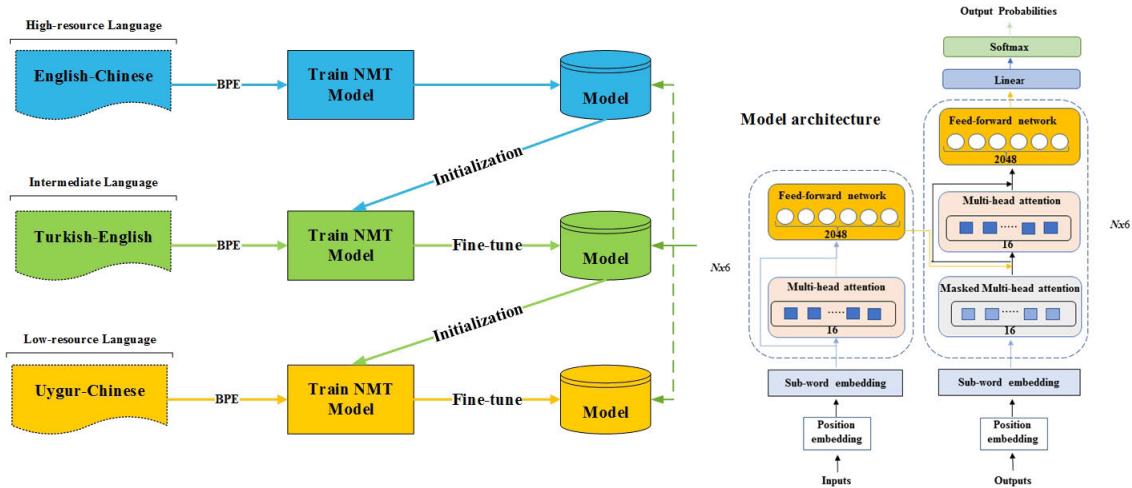 High-resource Language
English-Chinese
BPE
Train NMT
Model
Model
Initialization
Intermediate Language
Turkish-English
BPE
Train NMT
Model
Fine-tune
Model
Initialization
Low-resource Language
Uygur-Chinese
BPE
Train NMT
Model
Fine-tune
Model
Model architecture
Output Probabilities
Softmax
Linear
Feed-forward network
2048
Multi-head attention
......
16
Nx6
Masked Multi-head attention
......
16
Sub-word embedding
Position
embedding
Outputs
Feed-forward network
2048
Nx6
Multi-head attention
......
16
Sub-word embedding
Position
embedding
Inputs